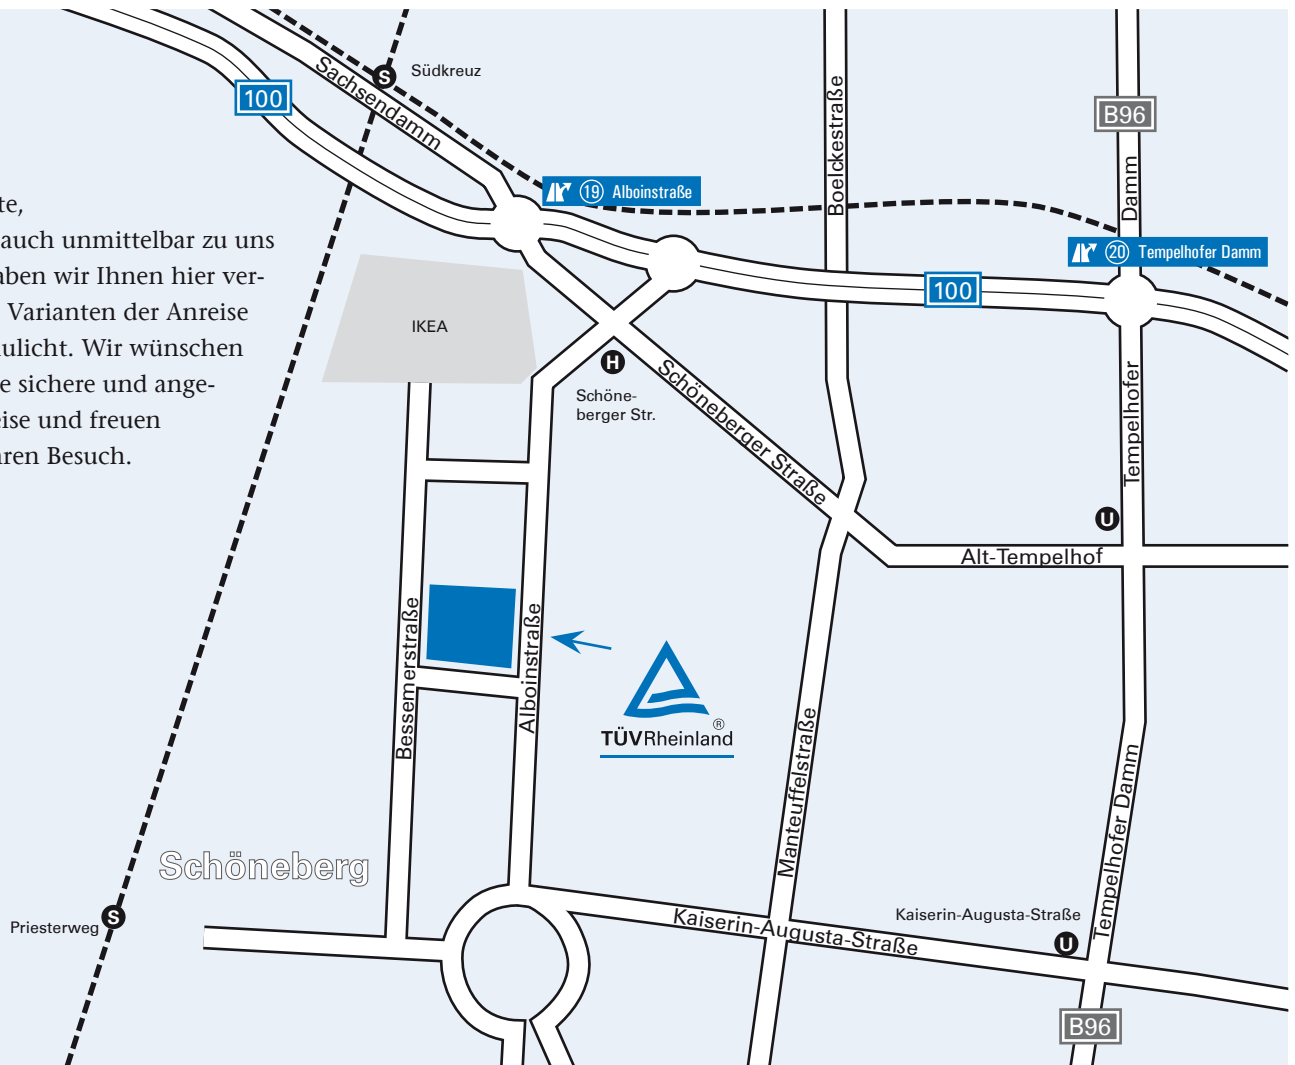 Südkreuz
S
Sachsendamm
100
B96
Boelckestraße
Damm
19 Alboinstraße
te,
auch unmittelbar zu uns
aben wir Ihnen hier ver-
Varianten der Anreise
ulicht. Wir wünschen
e sichere und ange-
eise und freuen
ren Besuch.
20 Tempelhofer Damm
100
IKEA
H
Schöne-
berger Str.
Schöneberger Straße
Tempelhofer
U
Alt-Tempelhof
Bessemerstraße
Alboinstraße
®
TÜVRheinland
Manteuffelstraße
Tempelhofer Damm
Schöneberg
Priesterweg
S
Kaiserin-Augusta-Straße
Kaiserin-Augusta-Straße
U
B96